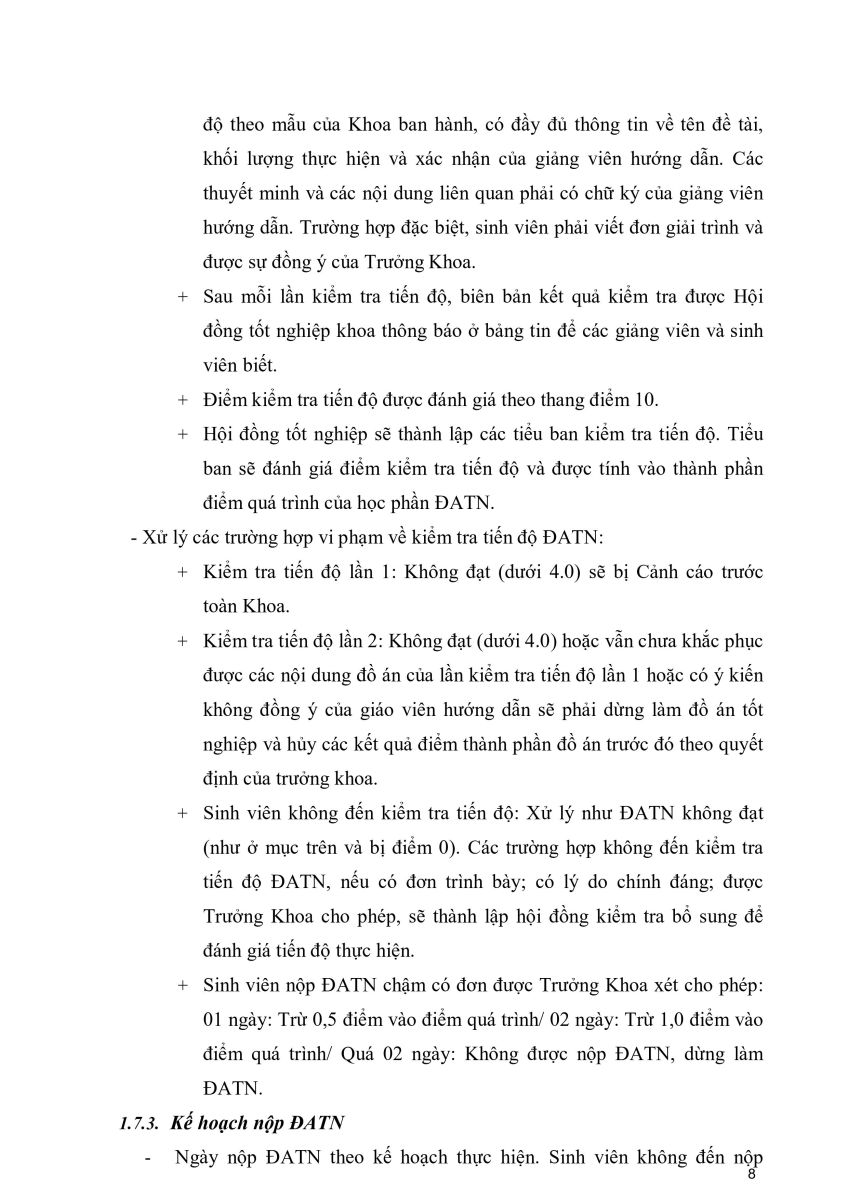 độ theo mẫu của Khoa ban hành, có đầy đủ thông tin về tên đề tài,
khối lượng thực hiện và xác nhận của giảng viên hướng dẫn. Các
thuyết minh và các nội dung liên quan phải có chữ ký của giảng viên
hướng dẫn. Trường hợp đặc biệt, sinh viên phải viết đơn giải trình và
được sự đồng ý của Trưởng Khoa.
+ Sau mỗi lần kiểm tra tiến độ, biên bản kết quả kiểm tra được Hội
đồng tốt nghiệp khoa thông báo ở bảng tin để các giảng viên và sinh
viên biết.
+ Điểm kiểm tra tiến độ được đánh giá theo thang điểm 10.
+ Hội đồng tốt nghiệp sẽ thành lập các tiểu ban kiểm tra tiến độ. Tiểu
ban sẽ đánh giá điểm kiểm tra tiến độ và được tính vào thành phần
điểm quá trình của học phần ĐATN.
- Xử lý các trường hợp vi phạm về kiểm tra tiến độ ĐATN:
+ Kiểm tra tiến độ lần 1: Không đạt (dưới 4.0) sẽ bị Cảnh cáo trước
toàn Khoa.
+ Kiểm tra tiến độ lần 2: Không đạt (dưới 4.0) hoặc vẫn chưa khắc phục
được các nội dung đồ án của lần kiểm tra tiến độ lần 1 hoặc có ý kiến
không đồng ý của giáo viên hướng dẫn sẽ phải dừng làm đồ án tốt
nghiệp và hủy các kết quả điểm thành phần đồ án trước đó theo quyết
định của trưởng khoa.
+ Sinh viên không đến kiểm tra tiến độ: Xử lý như ĐATN không đạt
(như ở mục trên và bị điểm 0). Các trường hợp không đến kiểm tra
tiến độ ĐATN, nếu có đơn trình bày; có lý do chính đáng; được
Trưởng Khoa cho phép, sẽ thành lập hội đồng kiểm tra bổ sung để
đánh giá tiến độ thực hiện.
+ Sinh viên nộp ĐATN chậm có đơn được Trưởng Khoa xét cho phép:
01 ngày: Trừ 0,5 điểm vào điểm quá trình/ 02 ngày: Trừ 1,0 điểm vào
điểm quá trình/ Quá 02 ngày: Không được nộp ĐATN, dừng làm
ĐATN.
1.7.3. Kế hoạch nộp ĐATN
- Ngày nộp ĐATN theo kế hoạch thực hiện. Sinh viên không đến nộp
8